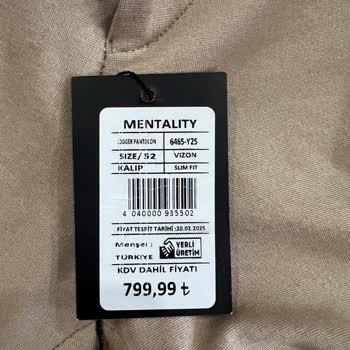 MENTALITY
JOGGER PANTOLON 6465-Y25
SIZE/ 52 VIZON
KALIP SLIM FIT
4 040000 935502
FİYAT TESPİT TARİHİ :20.02.2025
Menşei :
YERLİ
ÜRETİM
TÜRKİYE
KDV DAHİL FİYATI
799,99 ₺